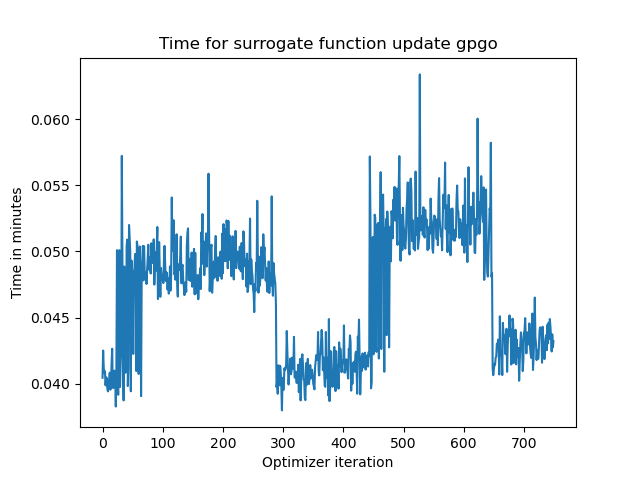 Time for surrogate function update gpgo
0.060
0.055
0.050
0.045
0.040
Time in minutes
0 100 200 300 400 500 600 700
Optimizer iteration